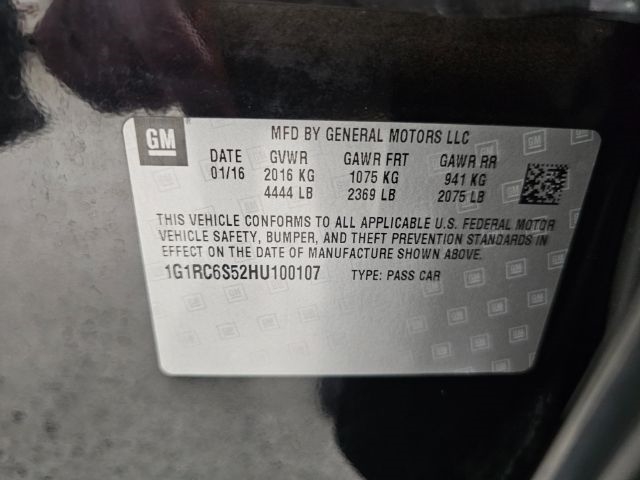 GM
MFD BY GENERAL MOTORS LLC
DATE GVWR GAWR FRT GAWR RR
01/16 2016 KG 1075 KG 941 KG
4444 LB 2369 LB 2075 LB
THIS VEHICLE CONFORMS TO ALL APPLICABLE U.S. FEDERAL MOTOR
VEHICLE SAFETY, BUMPER, AND THEFT PREVENTION STANDARDS IN
EFFECT ON THE DATE OF MANUFACTURE SHOWN ABOVE.
1G1RC6S52HU100107 TYPE: PASS CAR